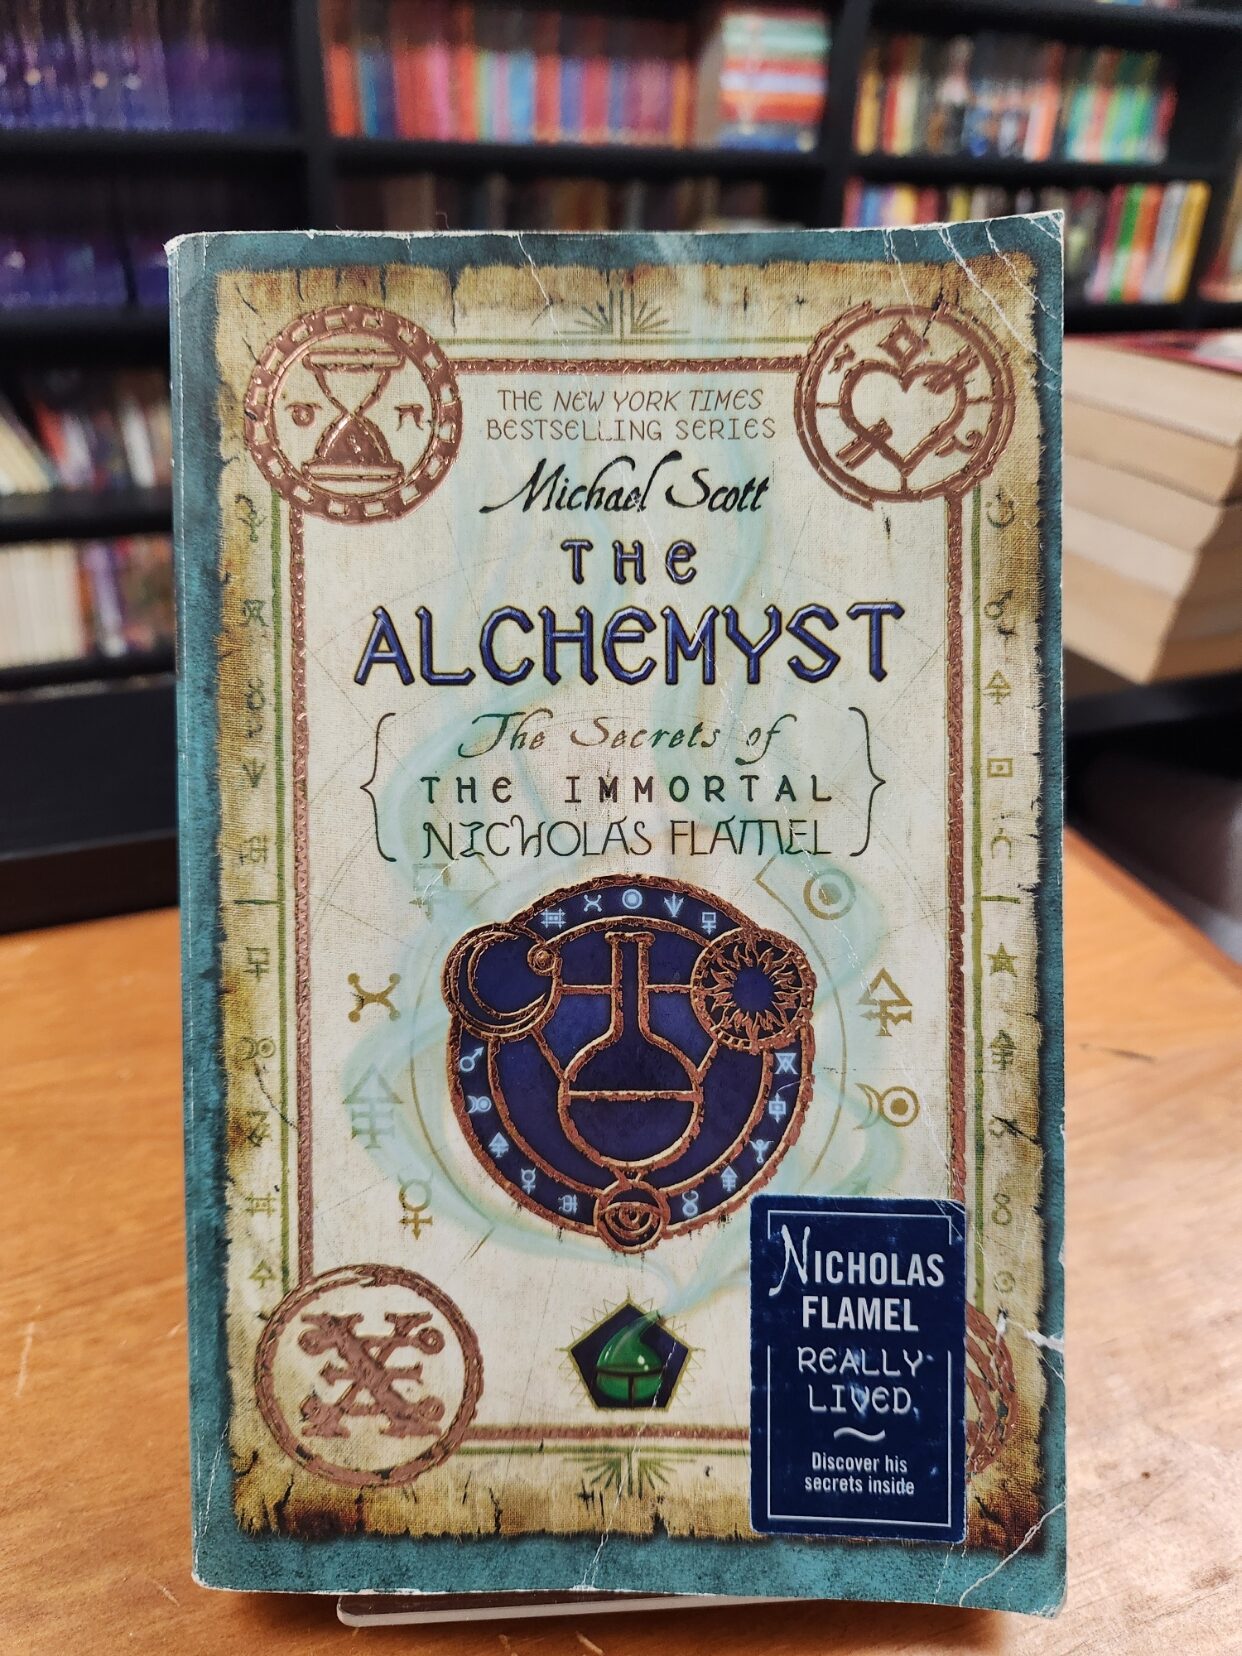 THE NEW YORK TIMES
BESTSELLING SERIES
Michael Scott
THE
ALCHEMYST
The Secrets of
THE IMMORTAL
NICHOLAS FLAMEL
NICHOLAS
FLAMEL
REALLY
LIVED.
Discover his
secrets inside